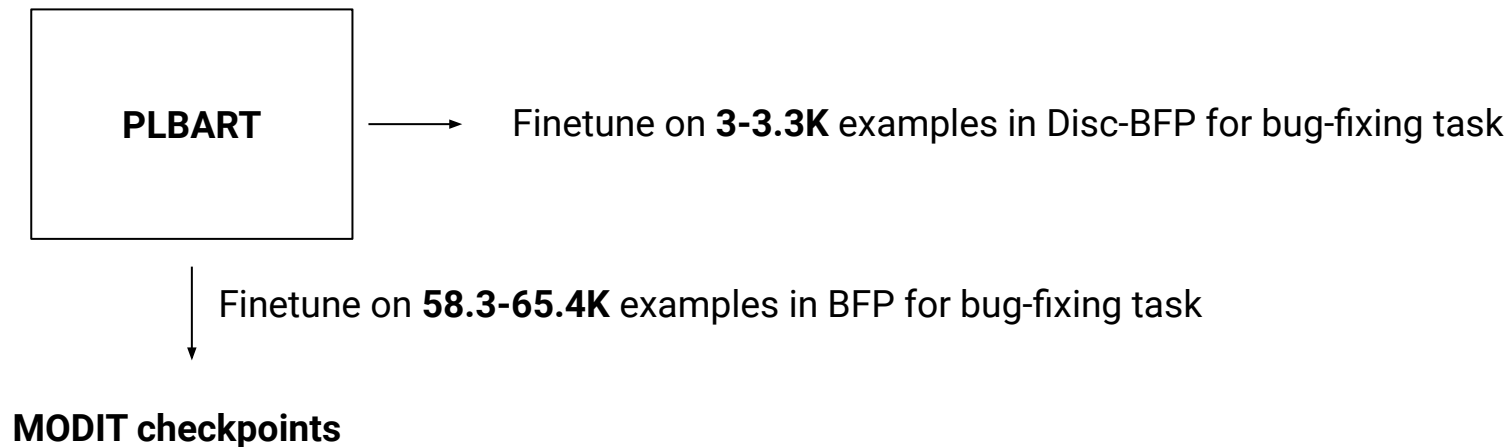 PLBART
Finetune on 3-3.3K examples in Disc-BFP for bug-fixing task
Finetune on 58.3-65.4K examples in BFP for bug-fixing task
MODIT checkpoints